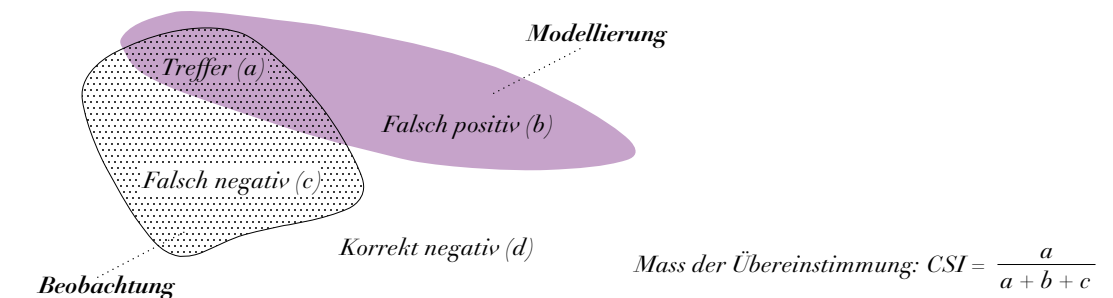 Modellierung
Treffer (a)
Falsch positiv (b)
Falsch negativ (c)
Korrekt negativ (d)
Beobachtung
Mass der Übereinstimmung: CSI = a / a + b + c